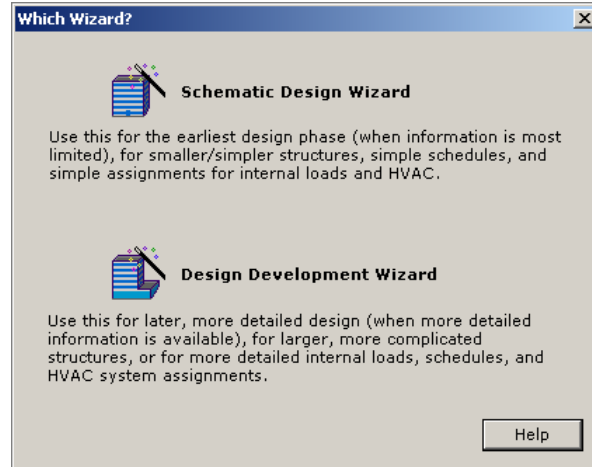 Which Wizard?
Schematic Design Wizard
Use this for the earliest design phase (when information is most
limited), for smaller/simpler structures, simple schedules, and
simple assignments for internal loads and HVAC.
Design Development Wizard
Use this for later, more detailed design (when more detailed
information is available), for larger, more complicated
structures, or for more detailed internal loads, schedules, and
HVAC system assignments.
Help